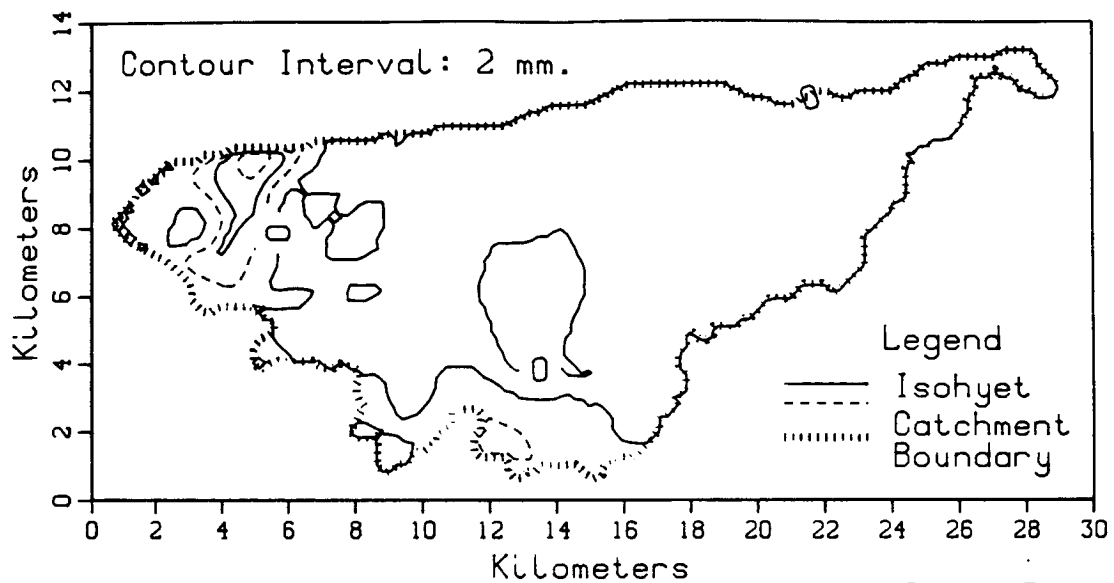 Contour Interval: 2 mm.
14
12
10
8
6
4
2
0
Kilometers
Legend
Isohyet
Catchment
Boundary
0 2 4 6 8 10 12 14 16 18 20 22 24 26 28 30
Kilometers